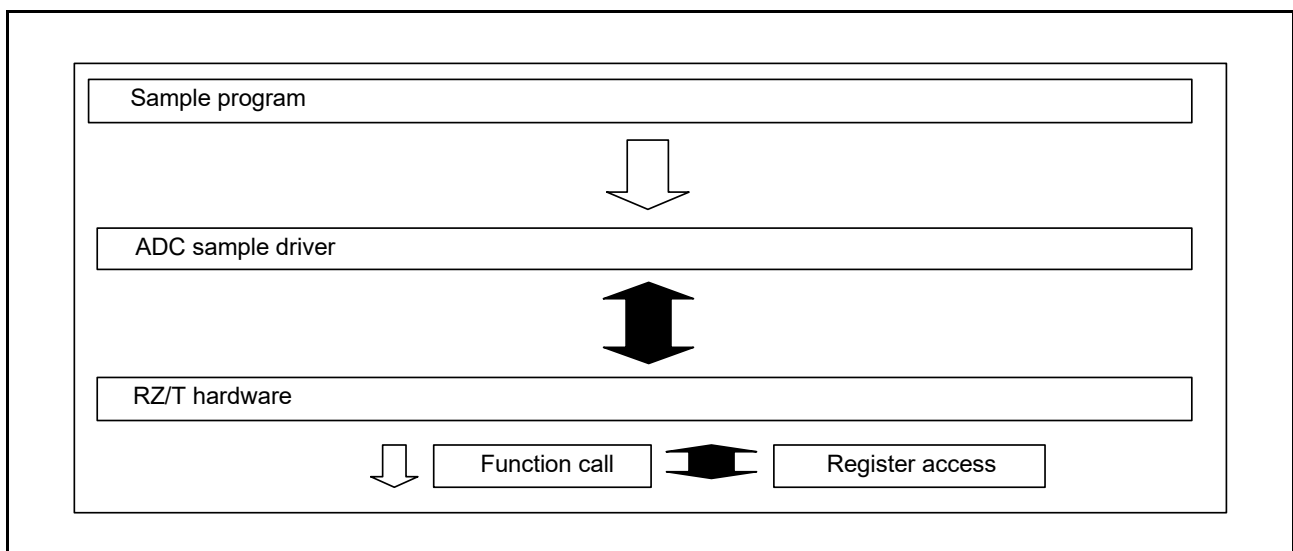 Sample program
ADC sample driver
RZ/T hardware
Function call
Register access